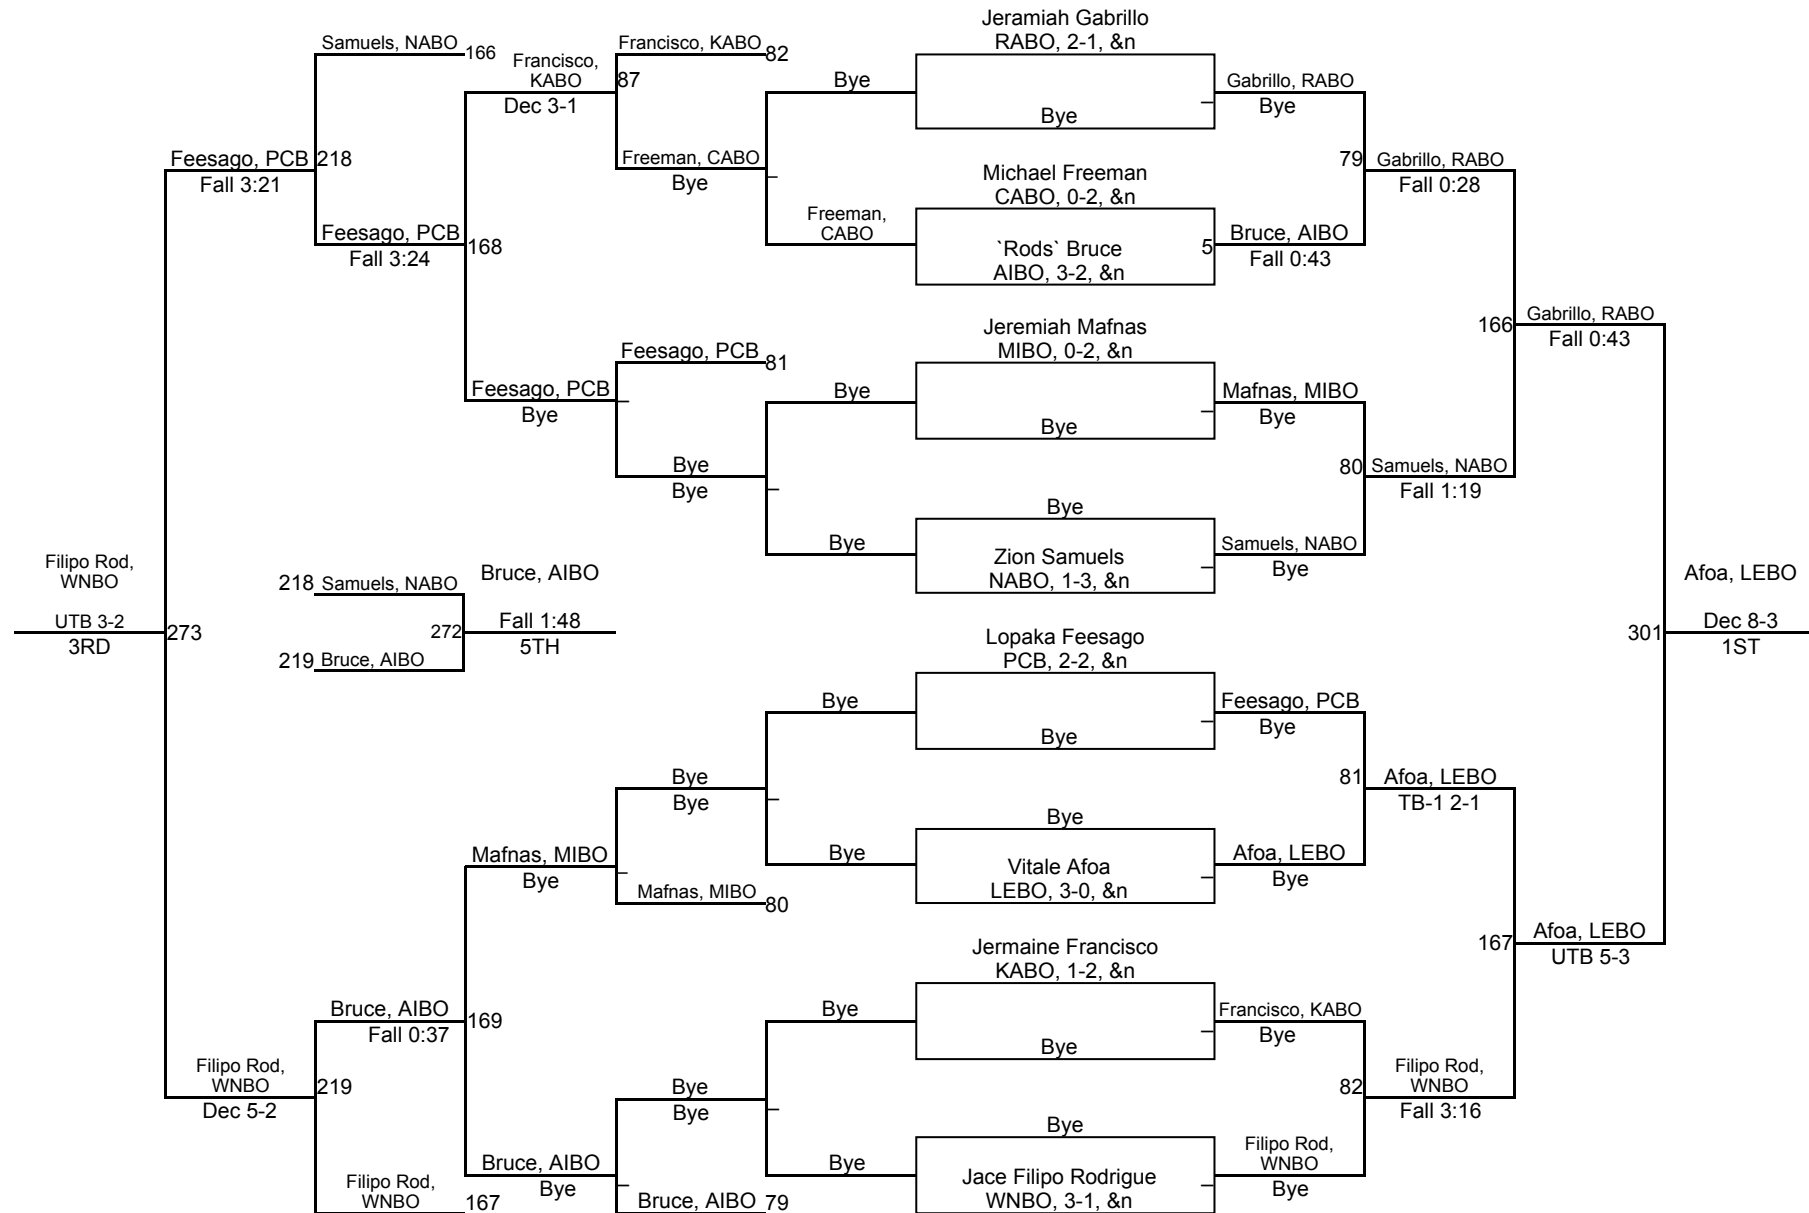 Jeramiah Gabrillo
RABO, 2-1, &n
Samuels, NABO
166
Francisco,
KABO
87
Dec 3-1
Francisco, KABO
82
Bye
Bye
Gabrillo, RABO
Bye
Feesago, PCB
218
Fall 3:21
Freeman, CABO
Bye
Michael Freeman
CABO, 0-2, &n
79
Gabrillo, RABO
Fall 0:28
Feesago, PCB
168
Fall 3:24
Freeman,
CABO
`Rods` Bruce
AIBO, 3-2, &n
5
Bruce, AIBO
Fall 0:43
Jeremiah Mafnas
MIBO, 0-2, &n
166
Gabrillo, RABO
Fall 0:43
Feesago, PCB
81
Feesago, PCB
Bye
Bye
Bye
Mafnas, MIBO
Bye
Bye
Bye
80
Samuels, NABO
Fall 1:19
Bye
Bye
Zion Samuels
NABO, 1-3, &n
Samuels, NABO
Bye
Filipo Rod,
WNBO
UTB 3-2
273
3RD
218
Samuels, NABO
Bruce, AIBO
272
Fall 1:48
5TH
219
Bruce, AIBO
Afoa, LEBO
301
Dec 8-3
1ST
Lopaka Feesago
PCB, 2-2, &n
Bye
Bye
Feesago, PCB
Bye
Bye
Bye
81
Afoa, LEBO
TB-1 2-1
Bye
Mafnas, MIBO
Bye
Bye
Vitale Afoa
LEBO, 3-0, &n
Afoa, LEBO
Bye
Mafnas, MIBO
80
Jermaine Francisco
KABO, 1-2, &n
167
Afoa, LEBO
UTB 5-3
Bruce, AIBO
169
Fall 0:37
Bye
Bye
Francisco, KABO
Bye
Filipo Rod,
WNBO
219
Dec 5-2
Bye
Bye
82
Filipo Rod,
WNBO
Fall 3:16
Bye
Bruce, AIBO
Bye
Bye
Jace Filipo Rodrigue
WNBO, 3-1, &n
Filipo Rod,
WNBO
Bye
Filipo Rod,
WNBO
167
Bruce, AIBO
79